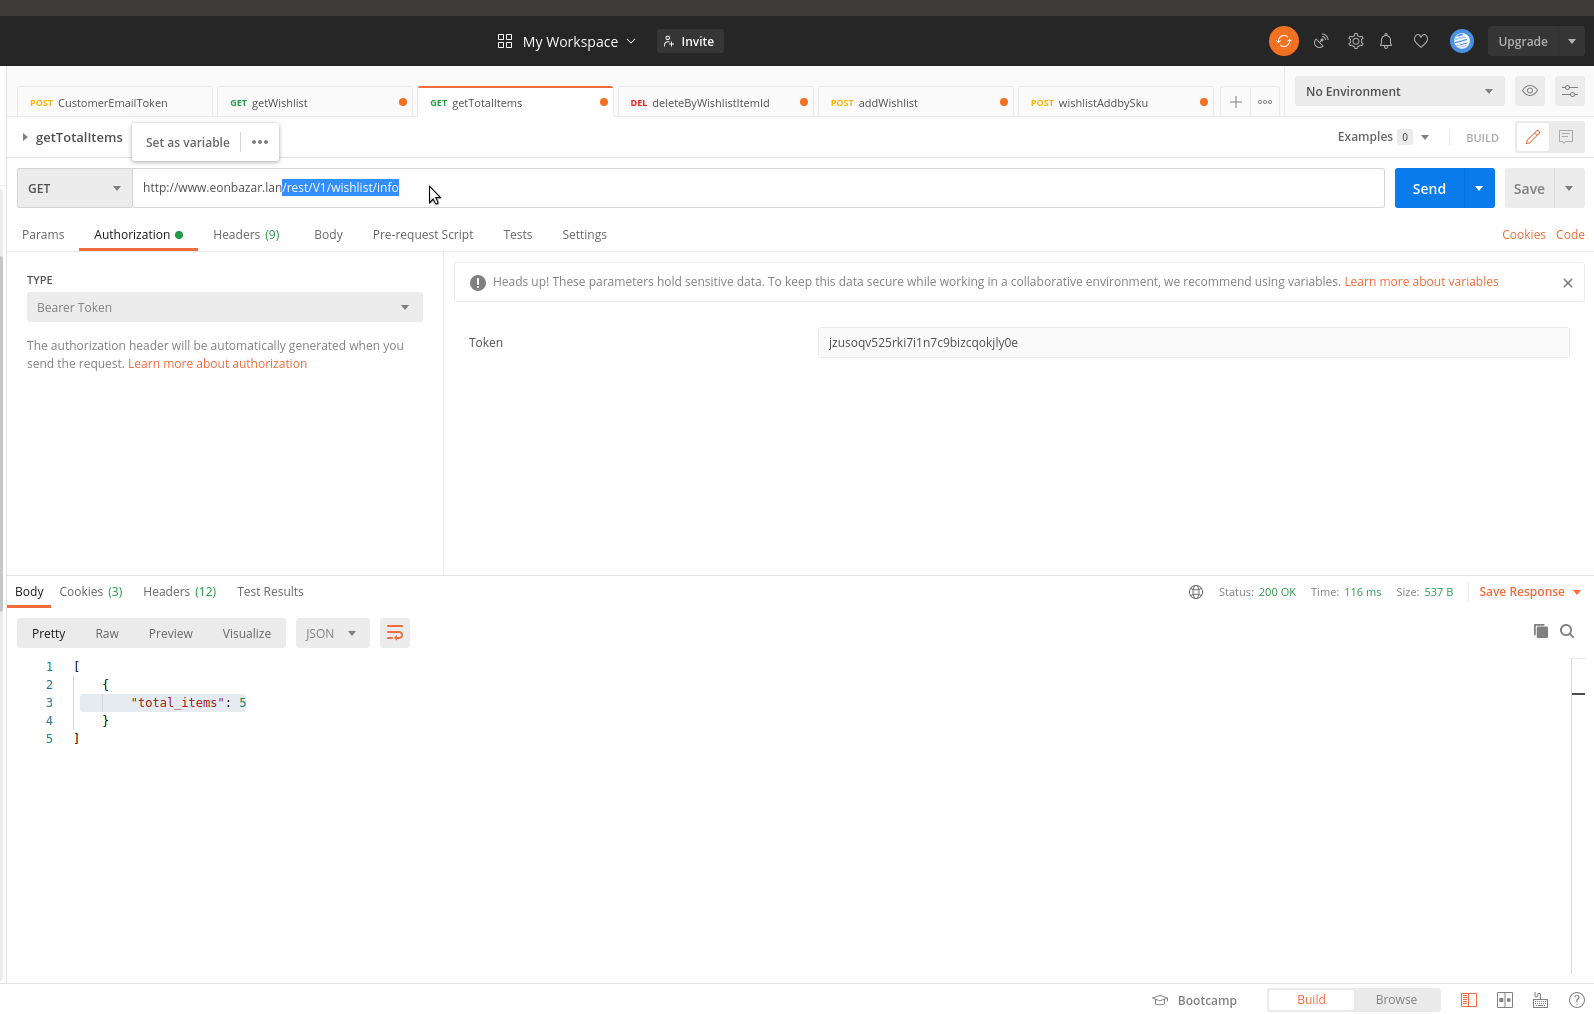 My Workspace
Invite
Upgrade
POST CustomerEmailToken
GET getWishlist
GET getTotalItems
DEL deleteByWishlistItemId
POST addWishlist
POST wishlistAddbySku
No Environment
getTotalItems
Set as variable
Examples 0
BUILD
GET
http://www.eonbazar.lan/rest/V1/wishlist/info
Send
Save
Params
Authorization
Headers (9)
Body
Pre-request Script
Tests
Settings
Cookies
Code
TYPE
Bearer Token
The authorization header will be automatically generated when you
send the request. Learn more about authorization
Heads up! These parameters hold sensitive data. To keep this data secure while working in a collaborative environment, we recommend using variables. Learn more about variables
Token
jzusoqv525rki7i1n7c9bizcqokjly0e
Body
Cookies (3)
Headers (12)
Test Results
Status: 200 OK
Time: 116 ms
Size: 537 B
Save Response
Pretty
Raw
Preview
Visualize
JSON
1 [
2 {
3 "total_items": 5
4 }
5 ]
Bootcamp
Build
Browse